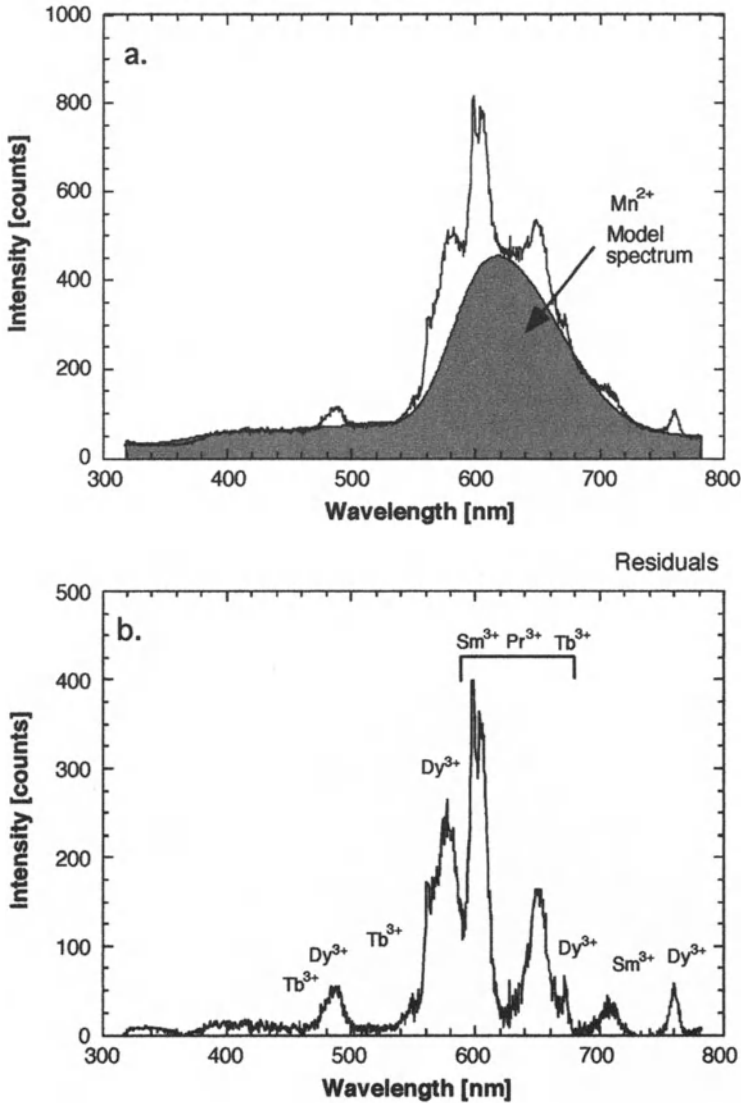 1000
a.
800
600
400
200
0
Intensity [counts]
Mn²⁺
Model
spectrum
300 400 500 600 700 800
Wavelength [nm]
Residuals
500
b.
400
300
200
100
0
Intensity [counts]
Sm³⁺ Pr³⁺ Tb³⁺
Dy³⁺
Tb³⁺
Dy³⁺
Tb³⁺
Dy³⁺
Sm³⁺
Dy³⁺
300 400 500 600 700 800
Wavelength [nm]